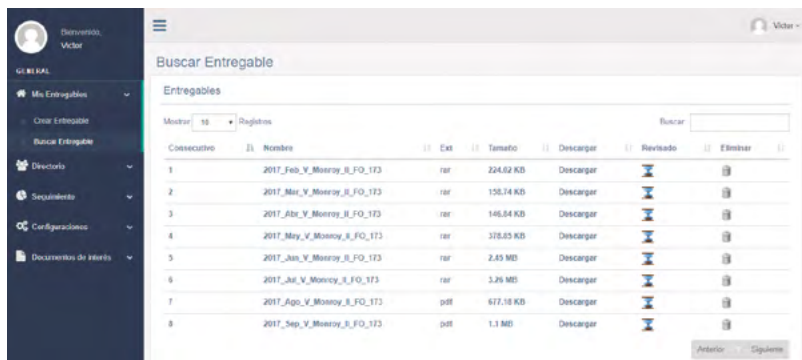 Bienvenido,
Victor
GENERAL
Mis Entregables
Crear Entregable
Buscar Entregable
Directorio
Seguimiento
Configuraciones
Documentos de interés
Victor
Buscar Entregable
Entregables
Mostrar 10 Registros Buscar
Consecutivo Nombre Ext Tamaño Descargar Revisado Eliminar
1 2017_Feb_V_Monroy_II_FO_173 rar 224.02 KB Descargar
2 2017_Mar_V_Monroy_II_FO_173 rar 158.74 KB Descargar
3 2017_Abr_V_Monroy_II_FO_173 rar 146.84 KB Descargar
4 2017_May_V_Monroy_II_FO_173 rar 378.85 KB Descargar
5 2017_Jun_V_Monroy_II_FO_173 rar 2.45 MB Descargar
6 2017_Jul_V_Monroy_II_FO_173 rar 3.26 MB Descargar
7 2017_Ago_V_Monroy_II_FO_173 pdf 677.18 KB Descargar
8 2017_Sep_V_Monroy_II_FO_173 pdf 1.1 MB Descargar
Anterior Siguiente